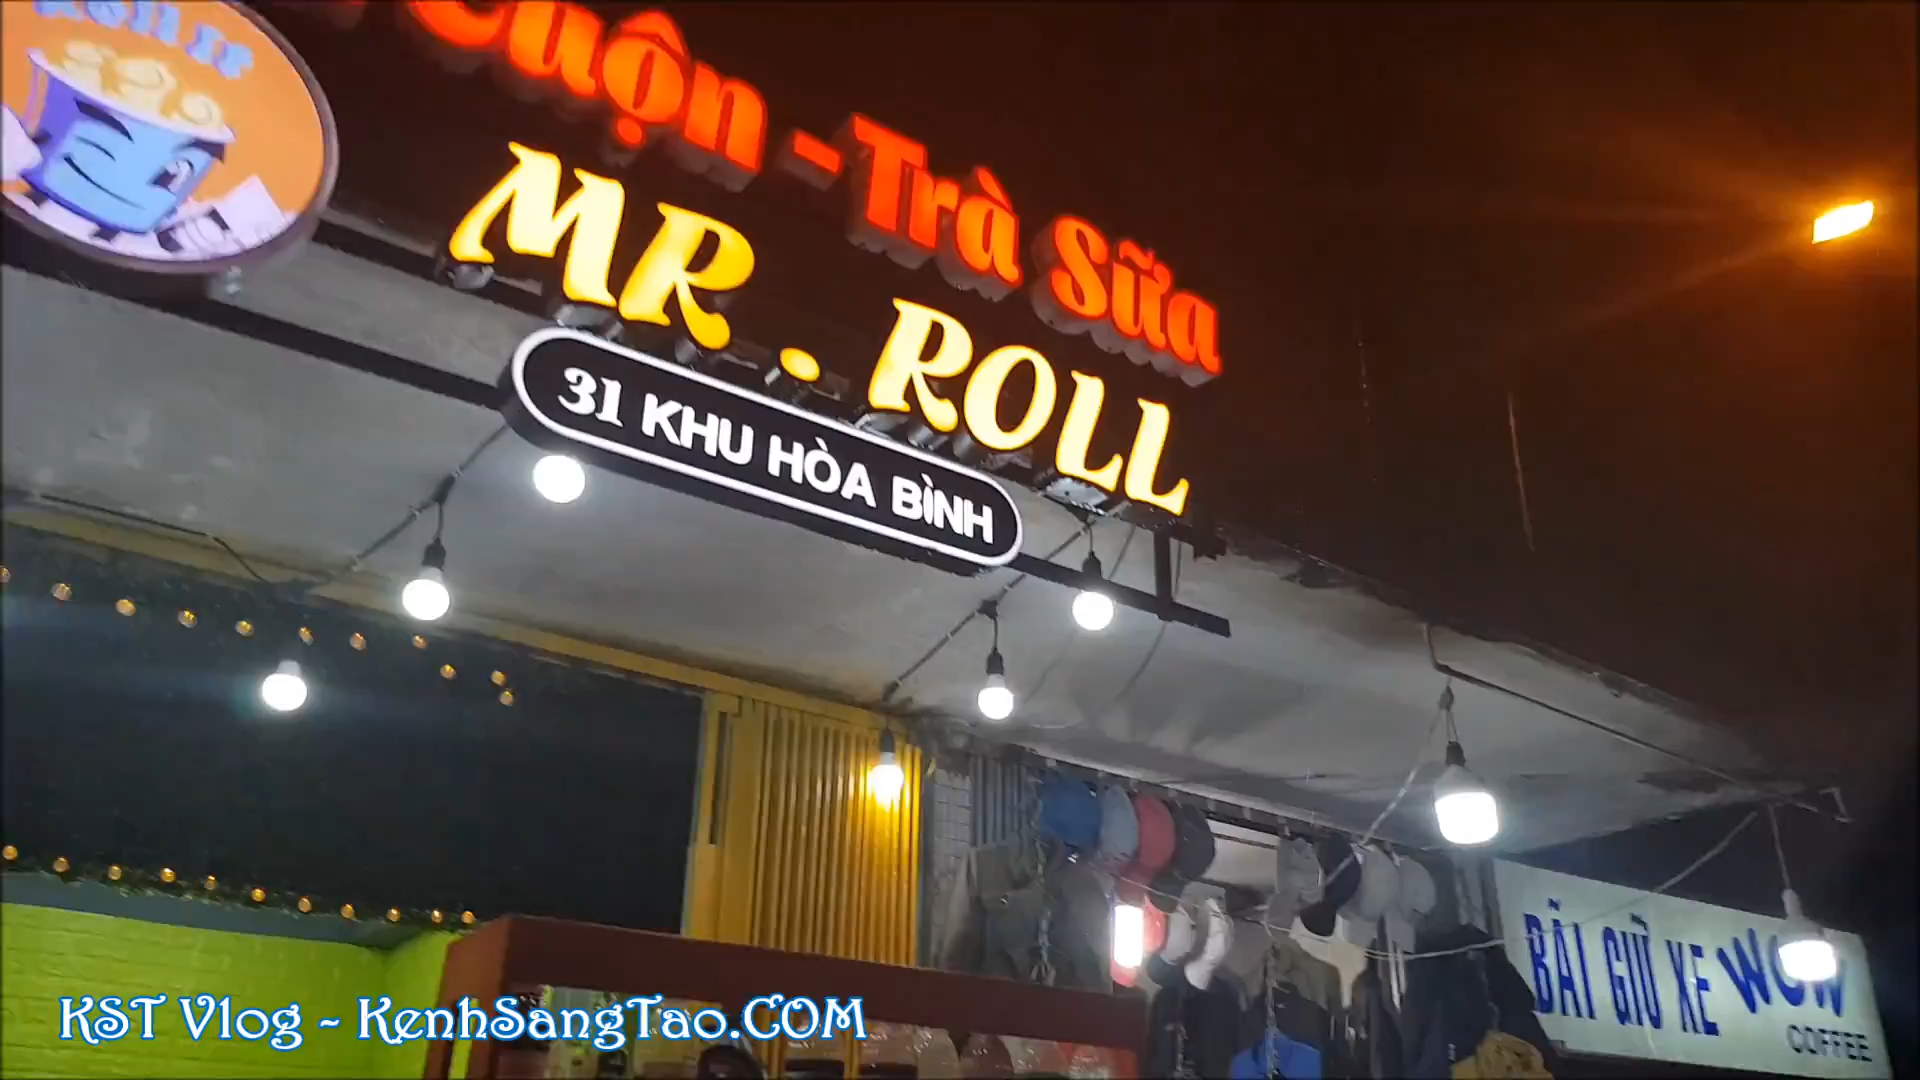 Cuộn - Trà Sữa
MR. ROLL
31 KHU HÒA BÌNH
BÃI GIỮ XE WOW
COFFEE
KST Vlog - KenhSangTao.COM